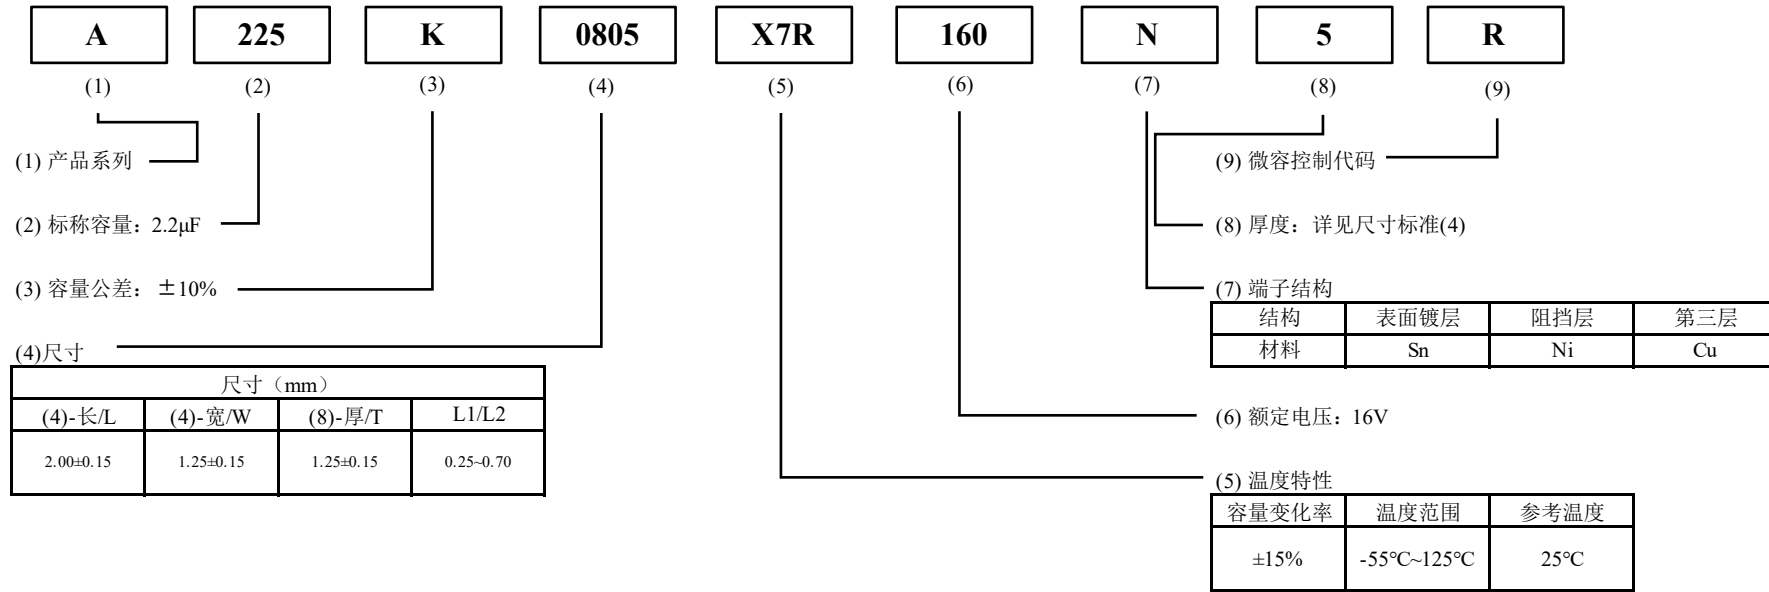 A 225 K 0805 X7R 160 N 5 R
(1) (2) (3) (4) (5) (6) (7) (8) (9)
(1) 产品系列
(2) 标称容量：2.2μF
(3) 容量公差：±10%
(4)尺寸
尺寸（mm）
(4)-长/L (4)-宽/W (8)-厚/T L1/L2
2.00±0.15 1.25±0.15 1.25±0.15 0.25~0.70
(9) 微容控制代码
(8) 厚度：详见尺寸标准(4)
(7) 端子结构
结构 表面镀层 阻挡层 第三层
材料 Sn Ni Cu
(6) 额定电压：16V
(5) 温度特性
容量变化率 温度范围 参考温度
±15% -55℃~125℃ 25℃